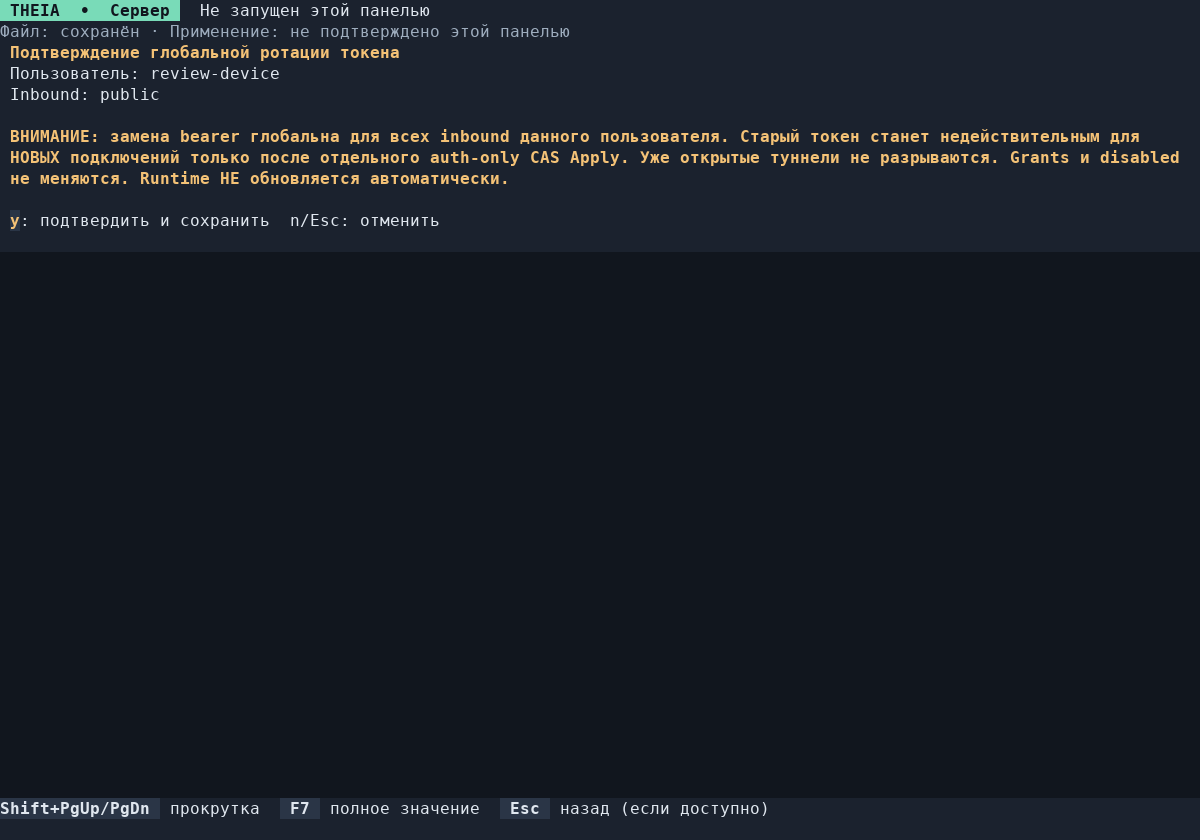 THEIA • Сервер Не запущен этой панелью
Файл: сохранён · Применение: не подтверждено этой панелью
Подтверждение глобальной ротации токена
Пользователь: review-device
Inbound: public
ВНИМАНИЕ: замена bearer глобальна для всех inbound данного пользователя. Старый токен станет недействительным для
НОВЫХ подключений только после отдельного auth-only CAS Apply. Уже открытые туннели не разрываются. Grants и disabled
не меняются. Runtime НЕ обновляется автоматически.
y: подтвердить и сохранить n/Esc: отменить
Shift+PgUp/PgDn прокрутка F7 полное значение Esc назад (если доступно)